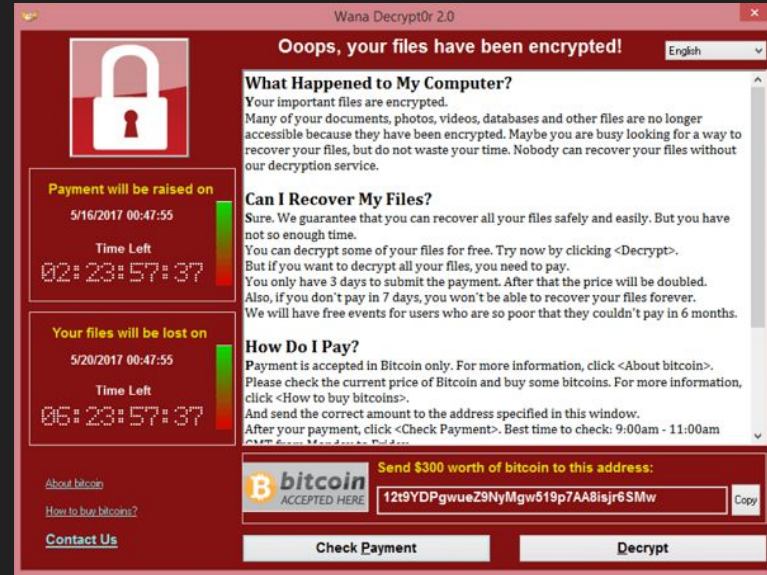 Wana Decrypt0r 2.0
Ooops, your files have been encrypted!
English
What Happened to My Computer?
Your important files are encrypted.
Many of your documents, photos, videos, databases and other files are no longer
accessible because they have been encrypted. Maybe you are busy looking for a way to
recover your files, but do not waste your time. Nobody can recover your files without
our decryption service.
Can I Recover My Files?
Sure. We guarantee that you can recover all your files safely and easily. But you have
not so enough time.
You can decrypt some of your files for free. Try now by clicking <Decrypt>.
But if you want to decrypt all your files, you need to pay.
You only have 3 days to submit the payment. After that the price will be doubled.
Also, if you don't pay in 7 days, you won't be able to recover your files forever.
We will have free events for users who are so poor that they couldn't pay in 6 months.
How Do I Pay?
Payment is accepted in Bitcoin only. For more information, click <About bitcoin>.
Please check the current price of Bitcoin and buy some bitcoins. For more information,
click <How to buy bitcoins>.
And send the correct amount to the address specified in this window.
After your payment, click <Check Payment>. Best time to check: 9:00am - 11:00am
GMT from Monday to Friday.
Payment will be raised on
5/16/2017 00:47:55
Time Left
02:23:57:37
Your files will be lost on
5/20/2017 00:47:55
Time Left
06:23:57:37
About bitcoin
How to buy bitcoins?
Contact Us
bitcoin
ACCEPTED HERE
Send $300 worth of bitcoin to this address:
12t9YDPgwueZ9NyMgw519p7AA8isjr6SMw
Copy
Check Payment
Decrypt